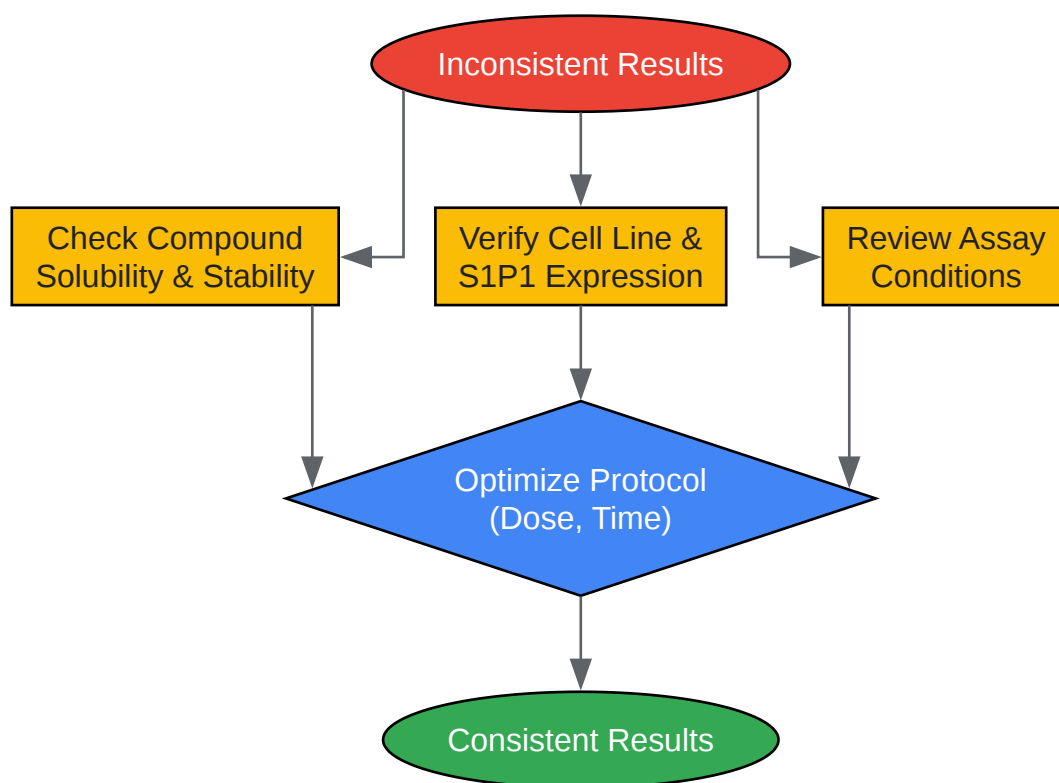 Inconsistent Results
Check Compound
Solubility & Stability
Verify Cell Line &
S1P1 Expression
Review Assay
Conditions
Optimize Protocol
(Dose, Time)
Consistent Results